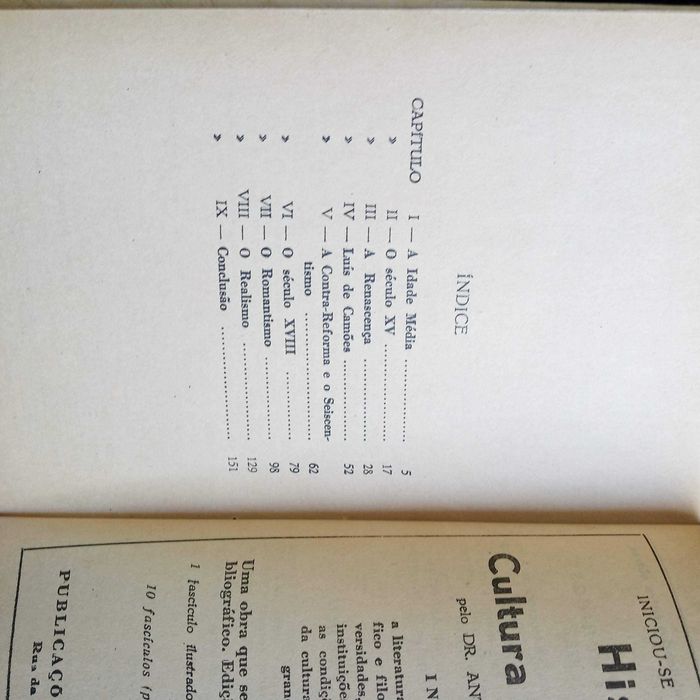 ÍNDICE
CAPÍTULO I — A Idade Média .................. 5
» II — O século XV .................. 17
» III — A Renascença .................. 28
» IV — Luís de Camões .................. 52
» V — A Contra-Reforma e o Seiscen-
tismo .................. 62
» VI — O século XVIII .................. 79
» VII — O Romantismo .................. 98
» VIII — O Realismo .................. 129
» IX — Conclusão .................. 151
INICIOU-SE
His
Cultura
pelo DR. AN
IN
a literatura
fico e filo
versidades,
instituiçõe
as condiç
da cultura
gran
Uma obra que se
bliográfico. Ediç
1 fascículo ilustrado
10 fascículos (p
PUBLICAÇÕ
Rua da